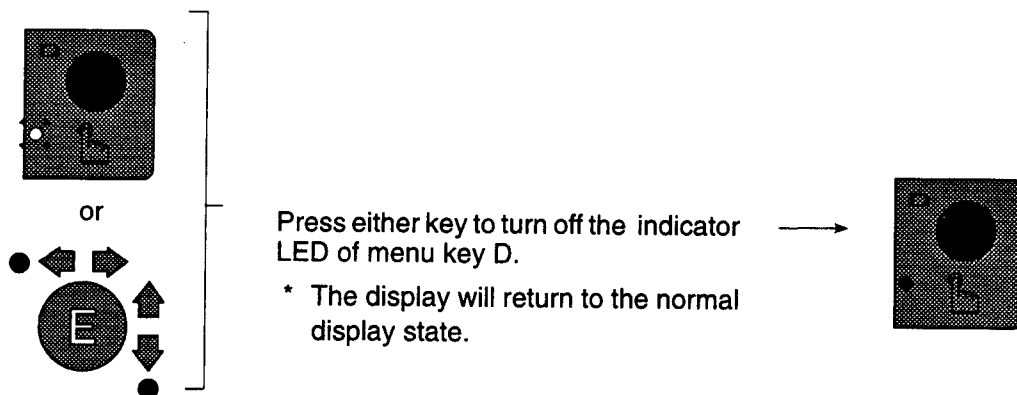 D
or
E
Press either key to turn off the indicator
LED of menu key D.
* The display will return to the normal
display state.
D